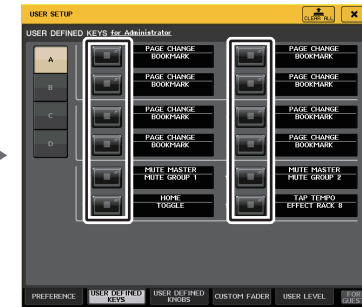 USER SETUP
CLEAR ALL
USER DEFINED KEYS for Administrator
A
PAGE CHANGE
BOOKMARK
PAGE CHANGE
BOOKMARK
B
PAGE CHANGE
BOOKMARK
PAGE CHANGE
BOOKMARK
C
PAGE CHANGE
BOOKMARK
PAGE CHANGE
BOOKMARK
D
PAGE CHANGE
BOOKMARK
PAGE CHANGE
BOOKMARK
MUTE MASTER
MUTE GROUP 1
MUTE MASTER
MUTE GROUP 2
HOME
TOGGLE
TAP TEMPO
EFFECT RACK 8
PREFERENCE
USER DEFINED
KEYS
USER DEFINED
KNOBS
CUSTOM FADER
USER LEVEL
FOR
GUES